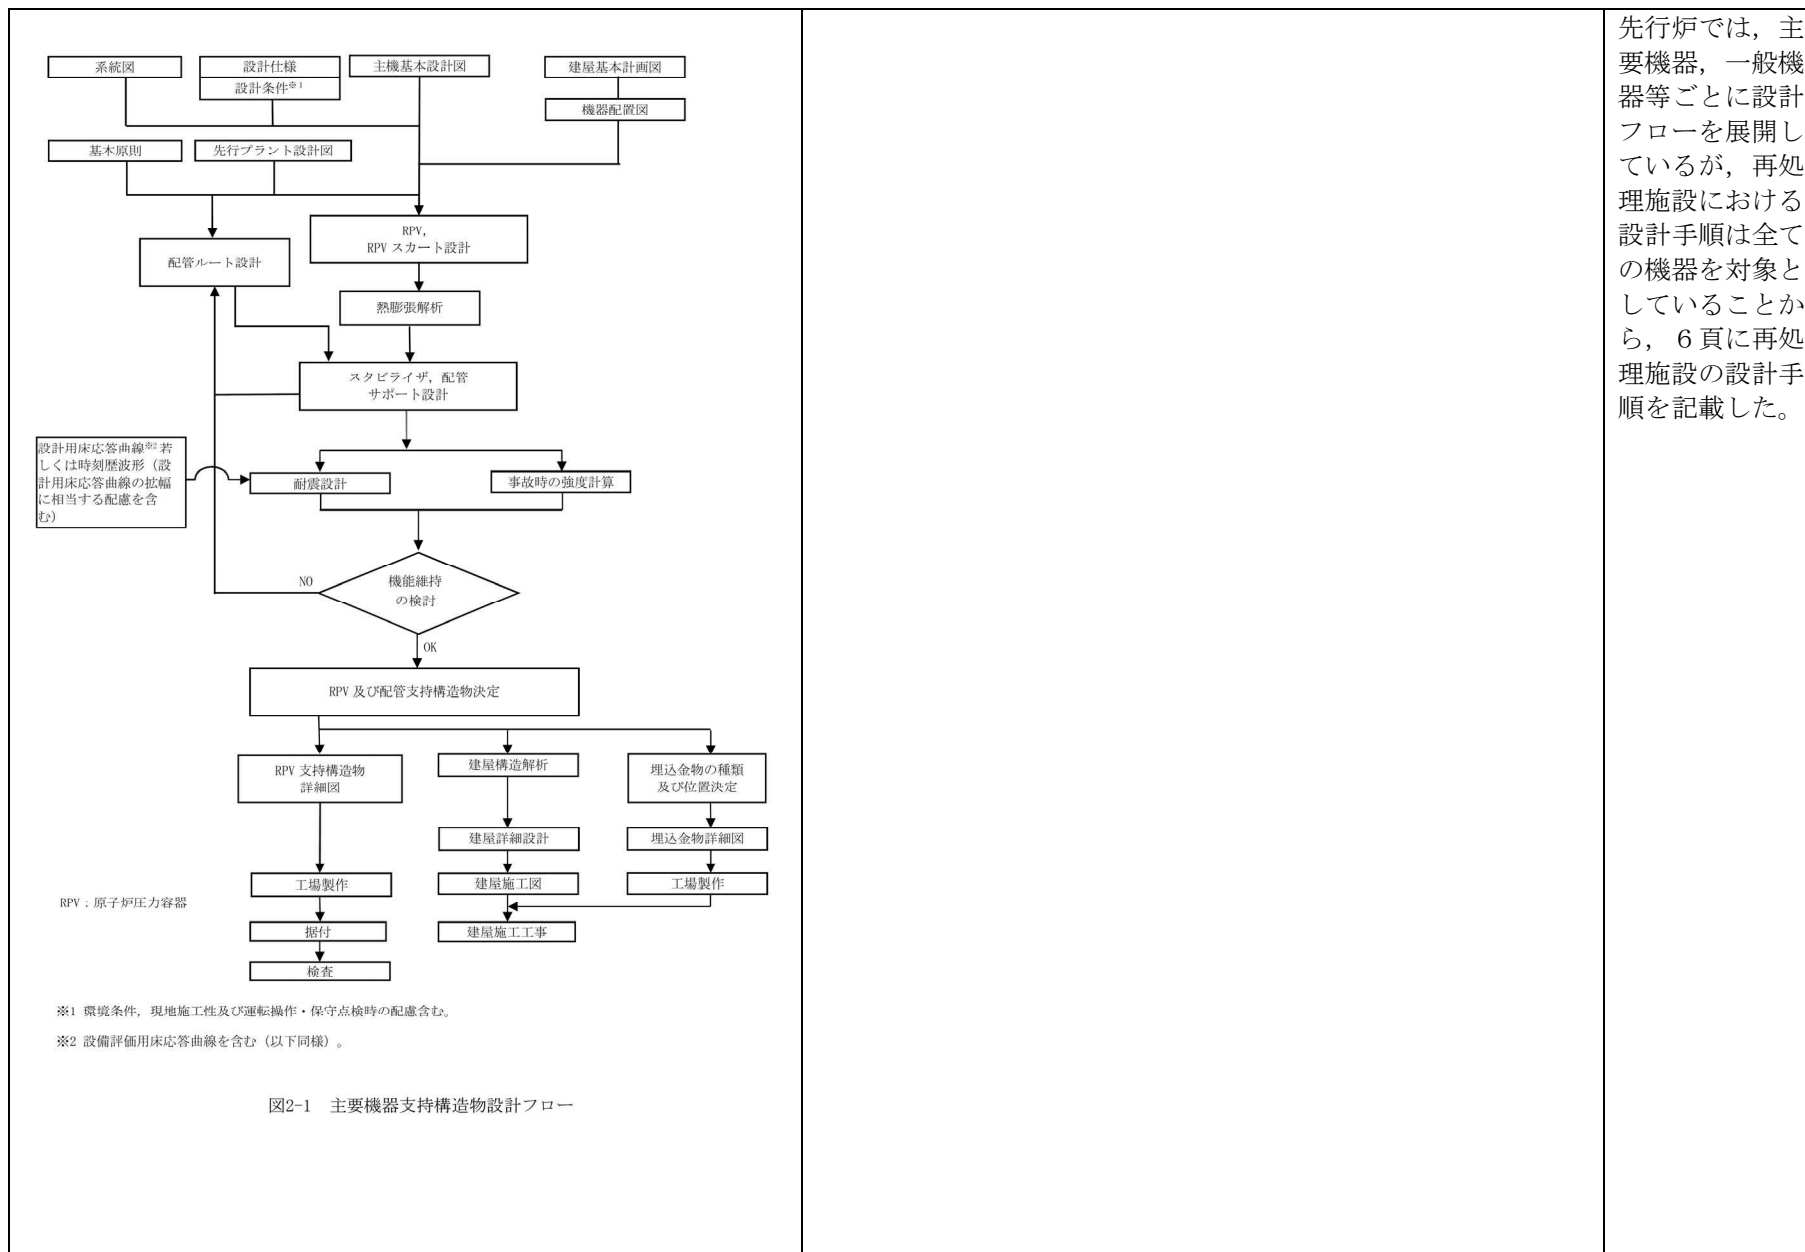 系統図
設計仕様
設計条件※1
主機基本設計図
建屋基本計画図
機器配置図
基本原則
先行プラント設計図
RPV,
RPV スカート設計
配管ルート設計
熱膨張解析
スタビライザ，配管
サポート設計
設計用床応答曲線※2 若
しくは時刻歴波形（設
計用床応答曲線の拡幅
に相当する配慮を含
む）
耐震設計
事故時の強度計算
NO
機能維持
の検討
OK
RPV 及び配管支持構造物決定
RPV 支持構造物
詳細図
建屋構造解析
埋込金物の種類
及び位置決定
建屋詳細設計
埋込金物詳細図
工場製作
建屋施工図
工場製作
RPV：原子炉圧力容器
据付
建屋施工工事
検査
※1 環境条件，現地施工性及び運転操作・保守点検時の配慮含む。
※2 設備評価用床応答曲線を含む（以下同様）。
図2-1　主要機器支持構造物設計フロー
先行炉では，主
要機器，一般機
器等ごとに設計
フローを展開し
ているが，再処
理施設における
設計手順は全て
の機器を対象と
していることか
ら，６頁に再処
理施設の設計手
順を記載した。